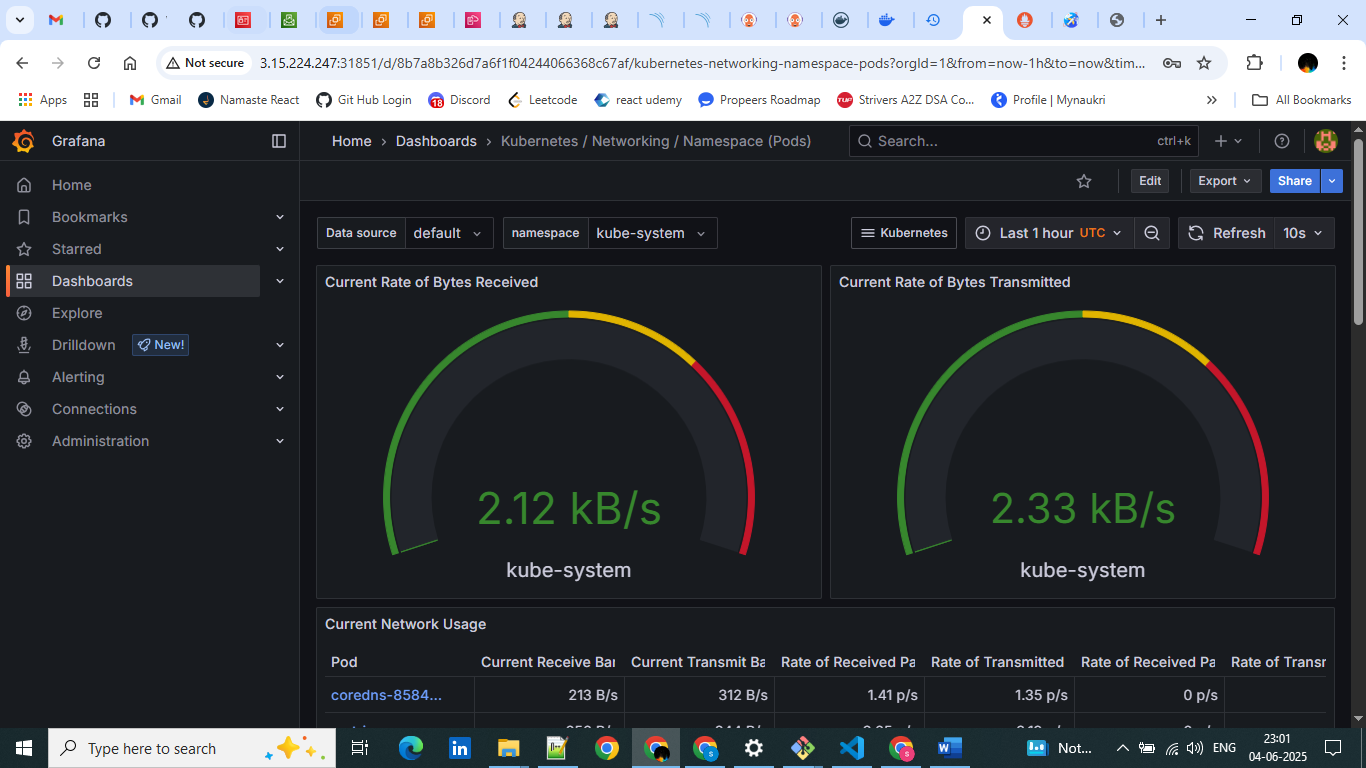 Not secure
3.15.224.247:31851/d/8b7a8b326d7a6f1f04244066368c67af/kubernetes-networking-namespace-pods?orgId=1&from=now-1h&to=now&tim...
Apps
Gmail
Namaste React
Git Hub Login
18
Discord
Leetcode
react udemy
Propeers Roadmap
TUF
Strivers A2Z DSA Co...
Profile | Mynaukri
»
All Bookmarks
Grafana
Home › Dashboards › Kubernetes / Networking / Namespace (Pods)
Search...
ctrl+k
Edit
Export
Share
Home
Bookmarks
Starred
Dashboards
Explore
Drilldown
New!
Alerting
Connections
Administration
Data source
default
namespace
kube-system
Kubernetes
Last 1 hour UTC
Refresh
10s
Current Rate of Bytes Received
2.12 kB/s
kube-system
Current Rate of Bytes Transmitted
2.33 kB/s
kube-system
Current Network Usage
Pod
Current Receive Bar
Current Transmit Ba
Rate of Received Pa
Rate of Transmitted
Rate of Received Pa
Rate of Transr
coredns-8584...
213 B/s
312 B/s
1.41 p/s
1.35 p/s
0 p/s
Type here to search
Not...
ENG
23:01
04-06-2025